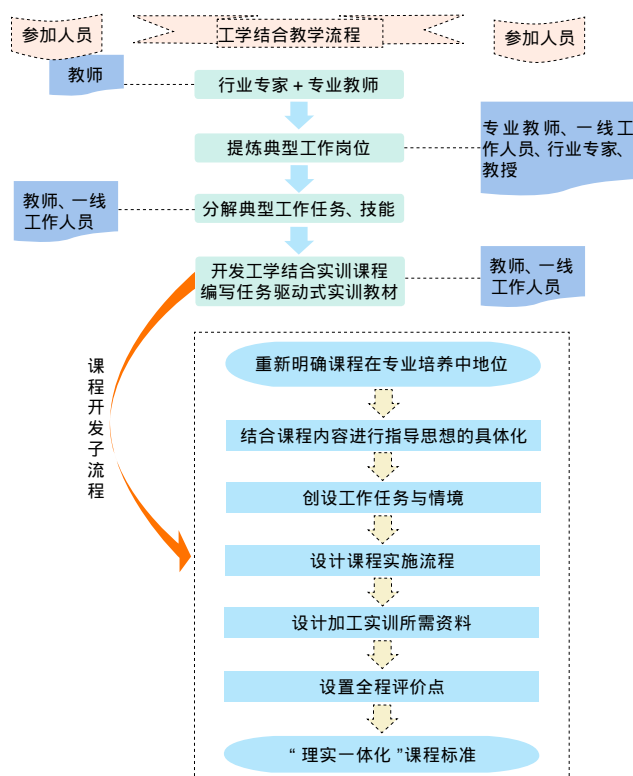 参加人员
工学结合教学流程
参加人员
教师
行业专家+专业教师
提炼典型工作岗位
专业教师、一线工
作人员、行业专家、
教授
教师、一线
工作人员
分解典型工作任务、技能
开发工学结合实训课程
编写任务驱动式实训教材
教师、一线
工作人员
课程开发子流程
重新明确课程在专业培养中地位
结合课程内容进行指导思想的具体化
创设工作任务与情境
设计课程实施流程
设计加工实训所需资料
设置全程评价点
“理实一体化”课程标准